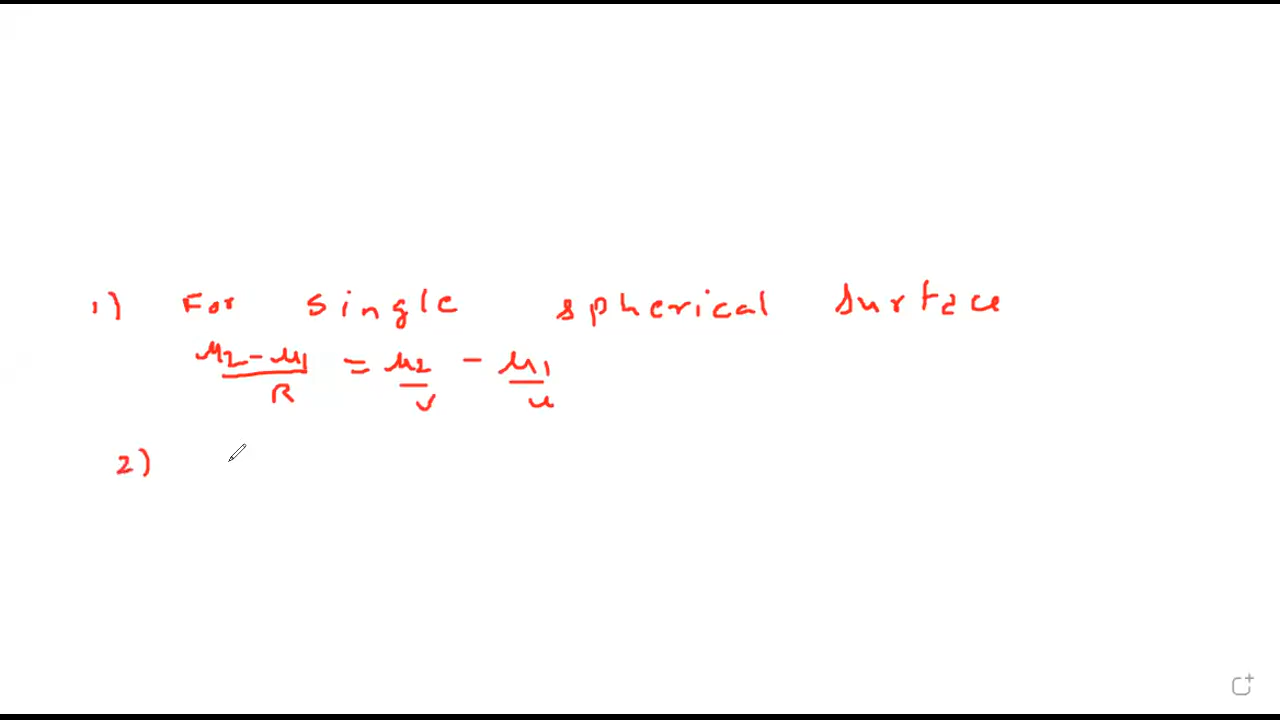 1) For single spherical surface
μ2-μ1/R = μ2/v - μ1/u
2)